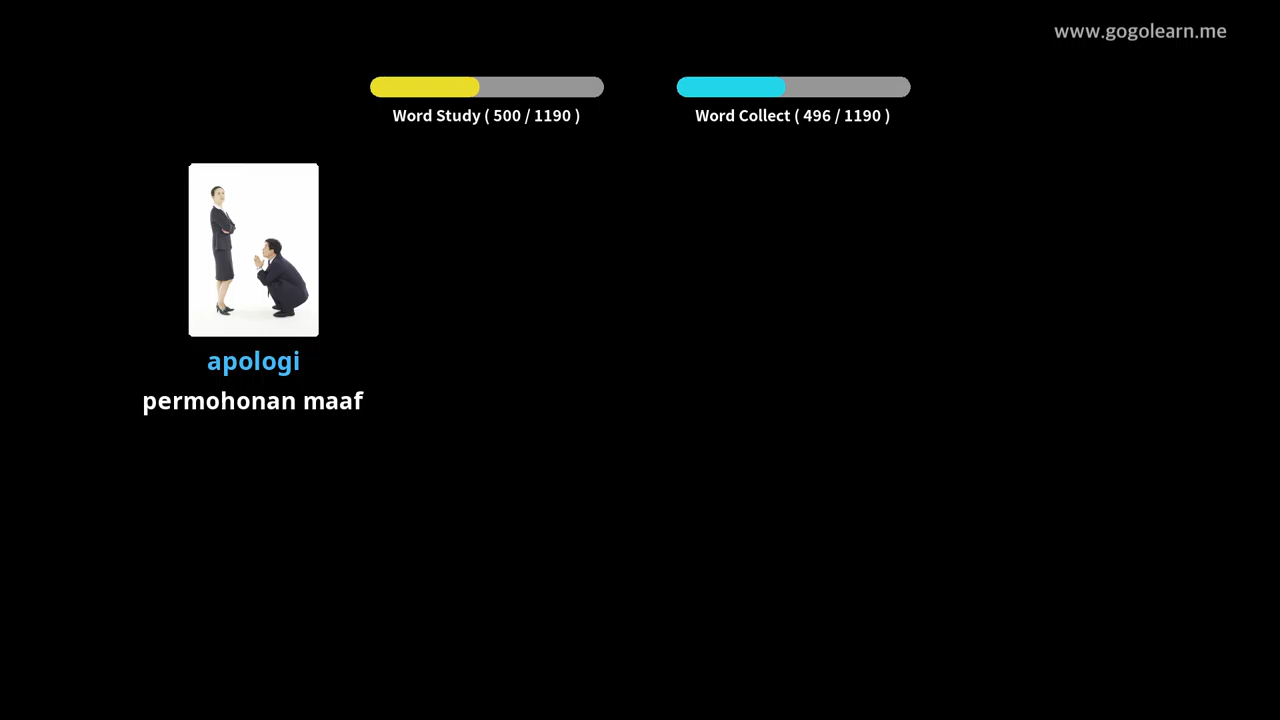 www.gogolearn.me
Word Study ( 500 / 1190 )
Word Collect ( 496 / 1190 )
apologi
permohonan maaf